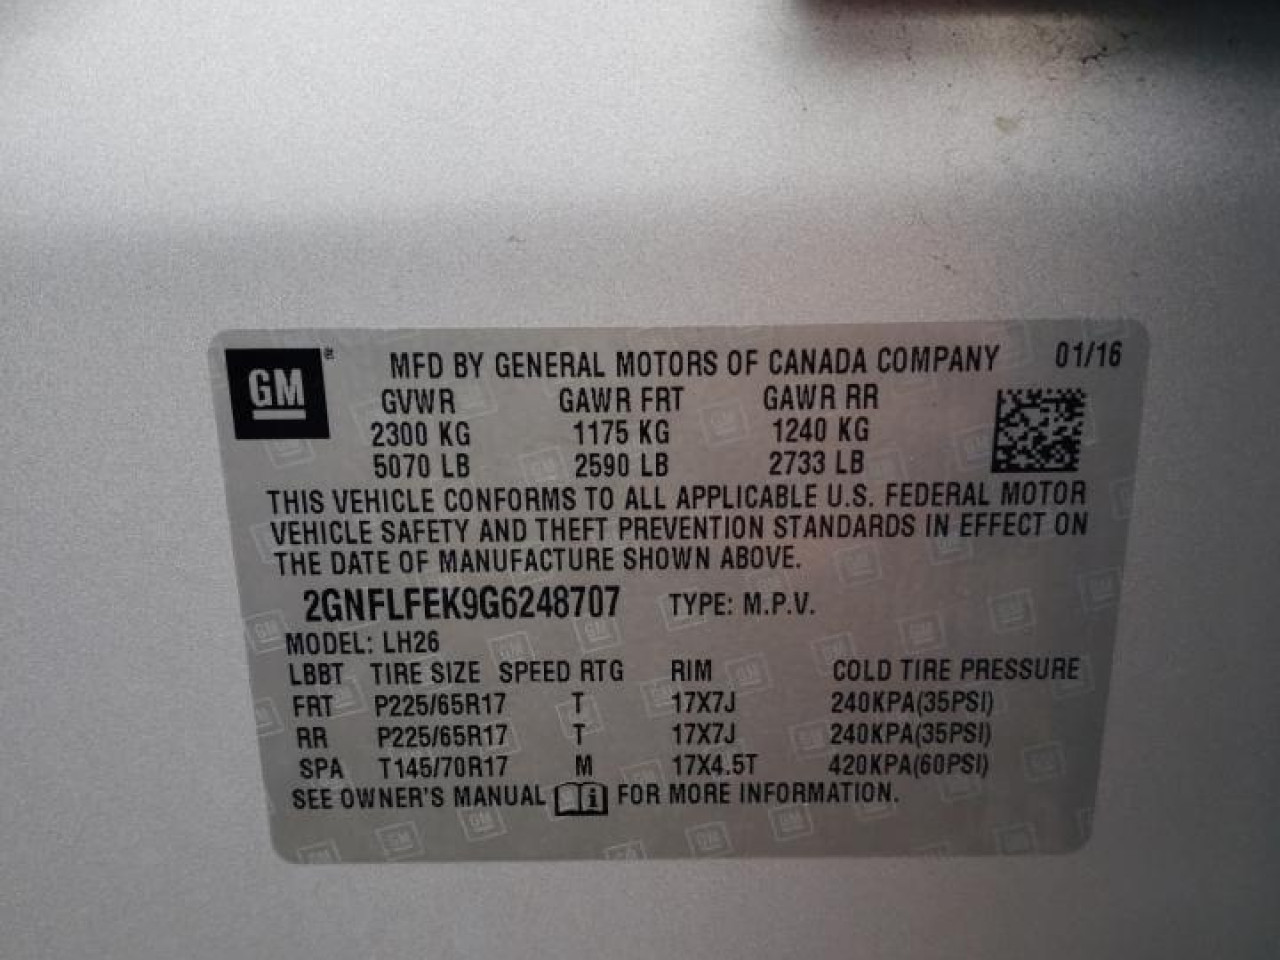 GM ® MFD BY GENERAL MOTORS OF CANADA COMPANY 01/16
GVWR GAWR FRT GAWR RR
2300 KG 1175 KG 1240 KG
5070 LB 2590 LB 2733 LB
THIS VEHICLE CONFORMS TO ALL APPLICABLE U.S. FEDERAL MOTOR
VEHICLE SAFETY AND THEFT PREVENTION STANDARDS IN EFFECT ON
THE DATE OF MANUFACTURE SHOWN ABOVE.
2GNFLFEK9G6248707 TYPE: M.P.V.
MODEL: LH26
LBBT TIRE SIZE SPEED RTG RIM COLD TIRE PRESSURE
FRT P225/65R17 T 17X7J 240KPA(35PSI)
RR P225/65R17 T 17X7J 240KPA(35PSI)
SPA T145/70R17 M 17X4.5T 420KPA(60PSI)
SEE OWNER'S MANUAL i FOR MORE INFORMATION.